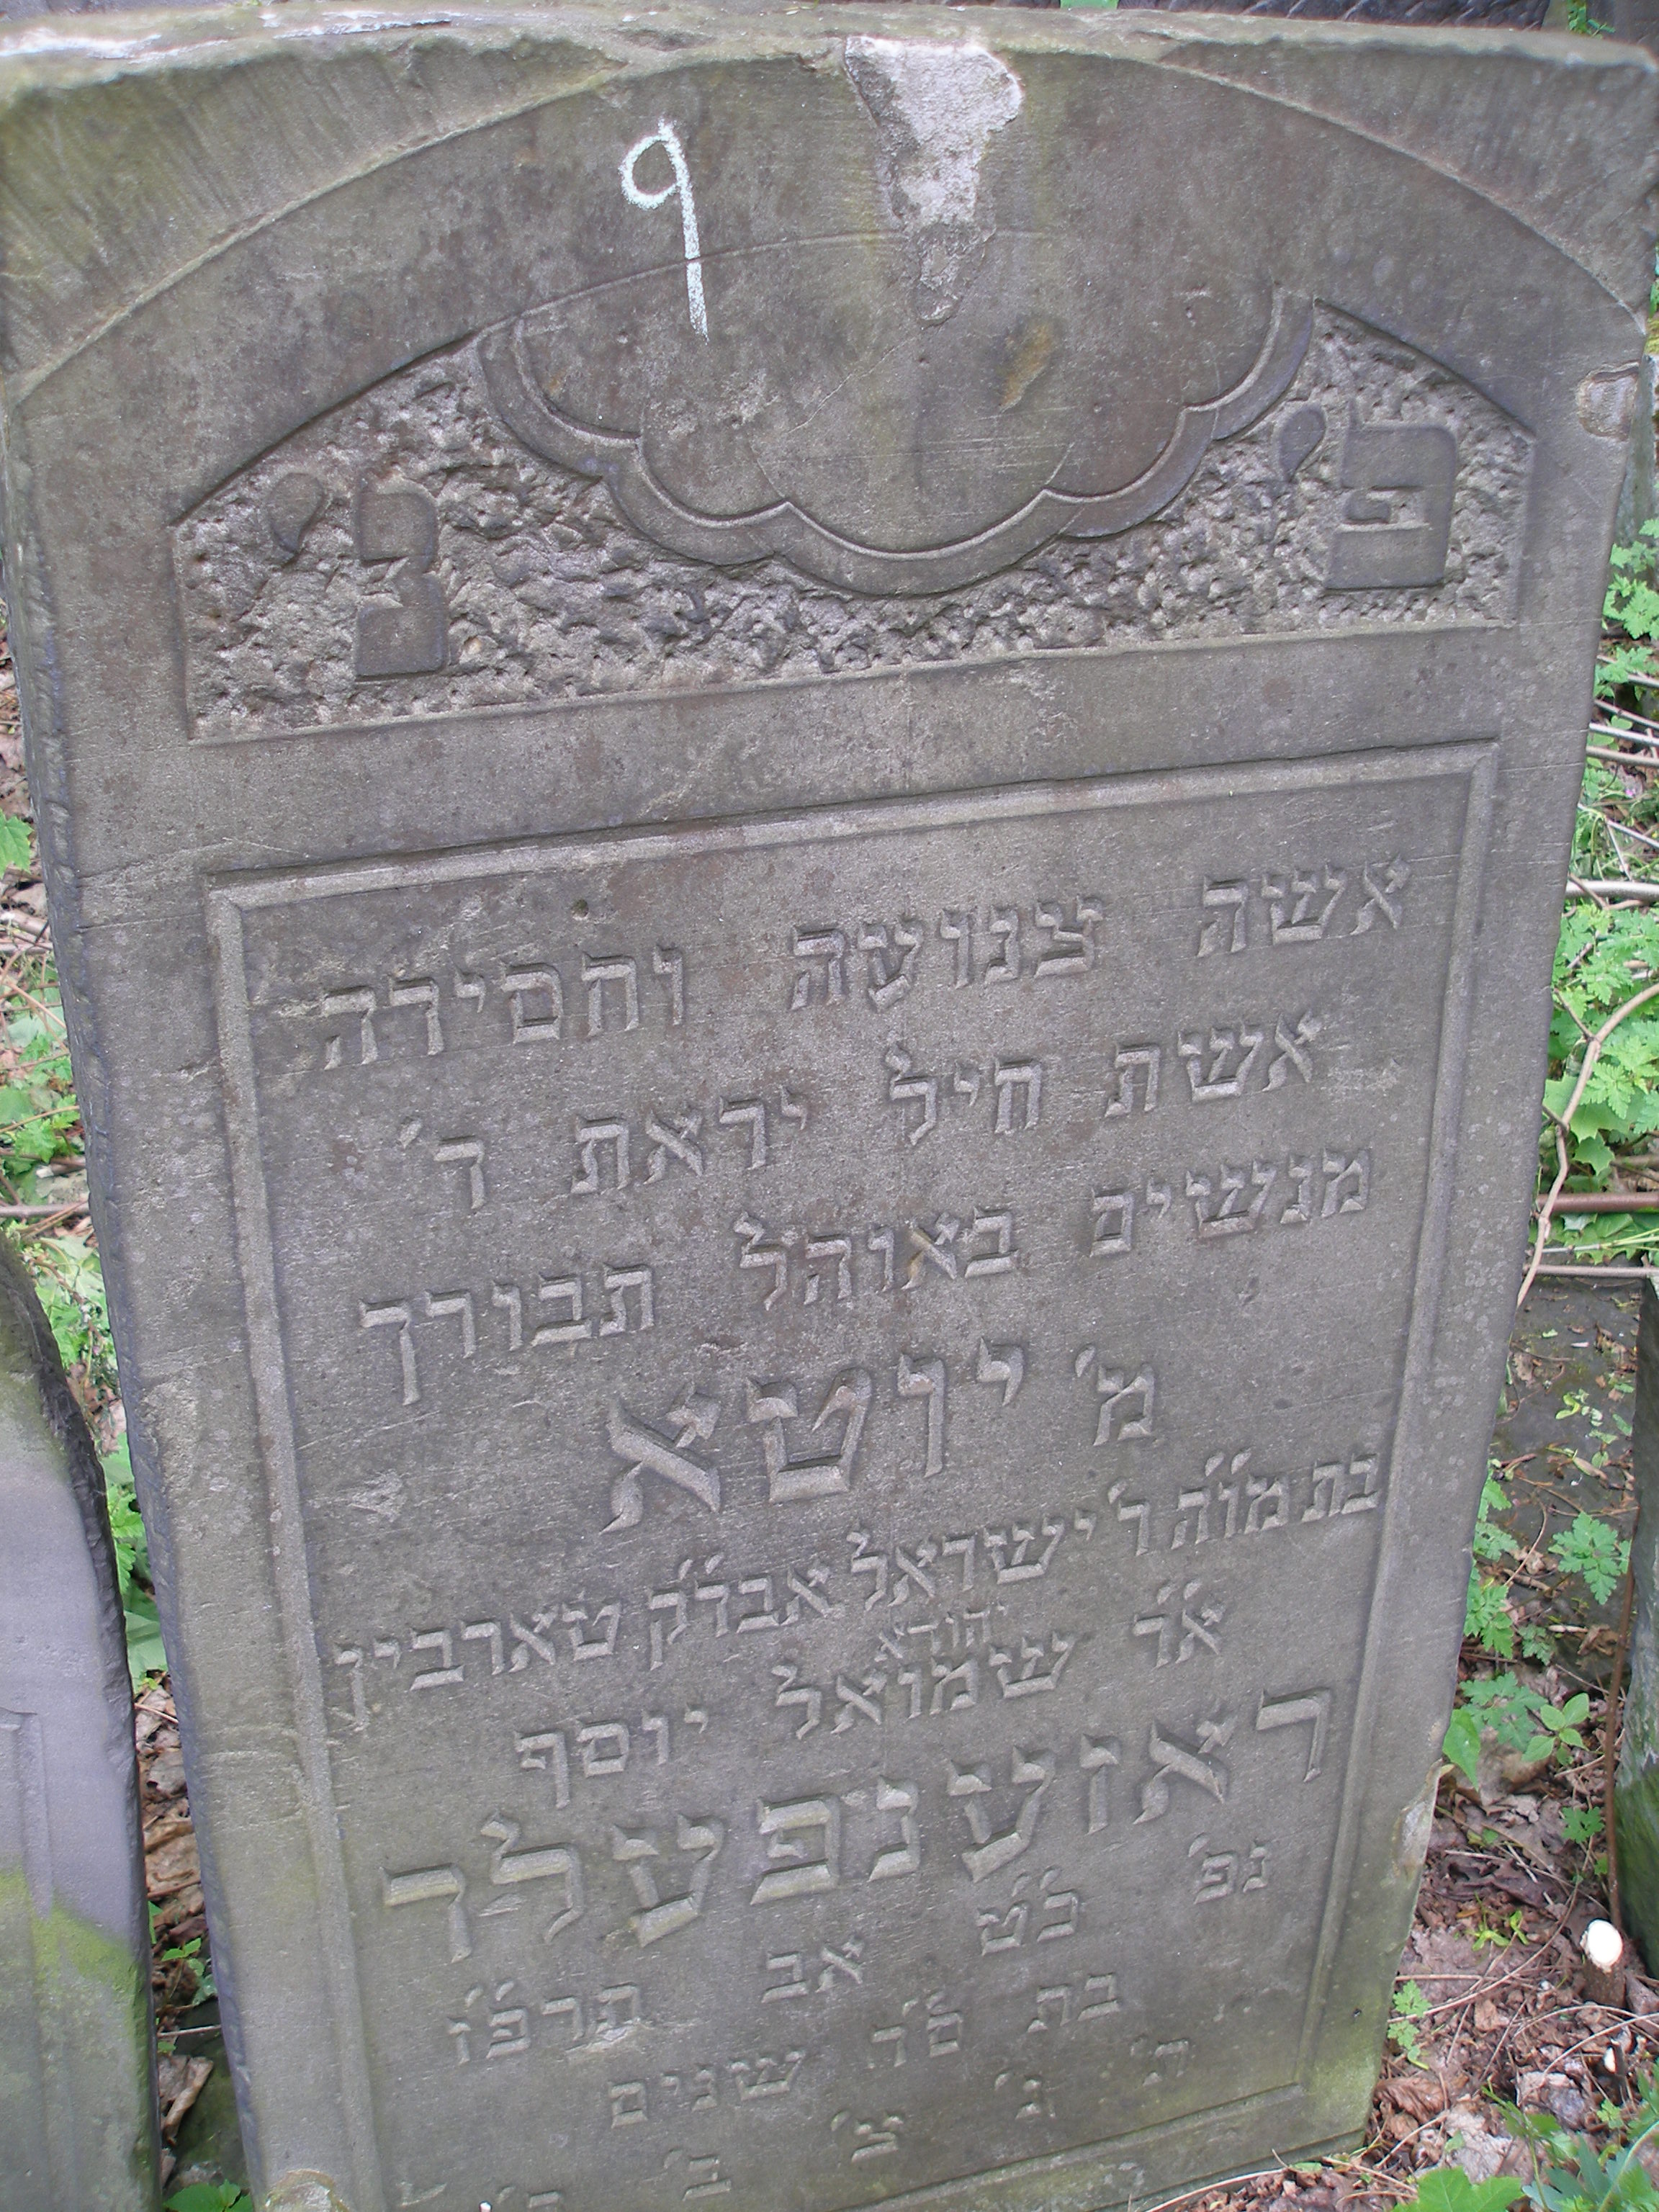 9
פ' נ'
אשה צנועה וחסידה
אשת חיל יראת ד'
מנשים באוהל תבורך
מ' יוטא
בת מו"ה ר' ישראל אבד"ק טארבין
יהודא
א"ר שמואל יוסף
ראזענפעלד
נפ' כ"ט אב תרפ"ז
בת ס"ד שנים
ת' נ' צ' ב'